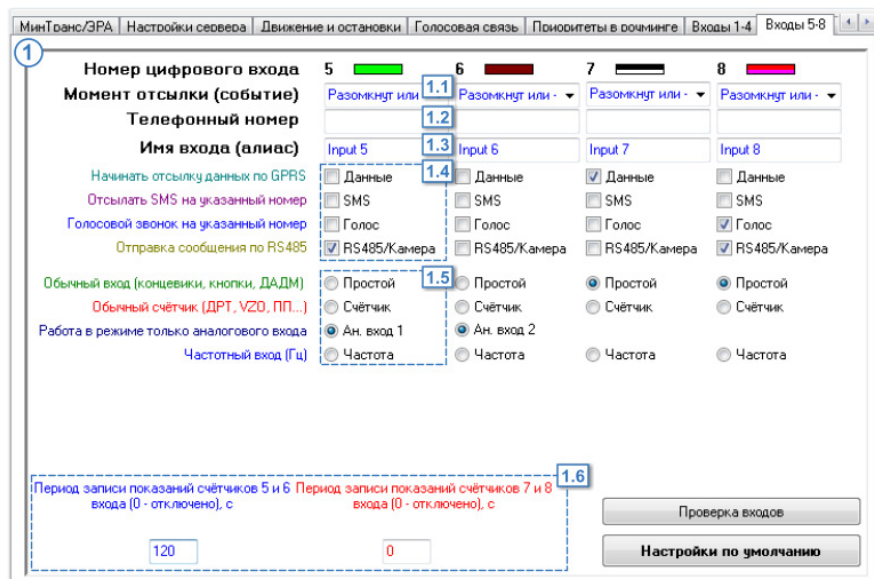 МинТранс/ЭРА Настройки сервера Движение и остановки Голосовая связь Приоритеты в роуминге Входы 1-4 Входы 5-8
1
Номер цифрового входа 5 6 7 8
Момент отсылки (событие) Разомкнут или 1.1 Разомкнут или - Разомкнут или - Разомкнут или -
Телефонный номер 1.2
Имя входа (алиас) Input 5 1.3 Input 6 Input 7 Input 8
Начинать отсылку данных по GPRS Данные 1.4 Данные Данные Данные
Отсылать SMS на указанный номер SMS SMS SMS SMS
Голосовой звонок на указанный номер Голос Голос Голос Голос
Отправка сообщения по RS485 RS485/Камера RS485/Камера RS485/Камера RS485/Камера
Обычный вход (концевики, кнопки, ДАДМ) Простой 1.5 Простой Простой Простой
Обычный счётчик (ДРТ, VZO, ПП...) Счётчик Счётчик Счётчик Счётчик
Работа в режиме только аналогового входа Ан. вход 1 Ан. вход 2
Частотный вход (Гц) Частота Частота Частота Частота
1.6
Период записи показаний счётчиков 5 и 6 Период записи показаний счётчиков 7 и 8
входа (0 - отключено), с входа (0 - отключено), с
Проверка входов
120 0 Настройки по умолчанию